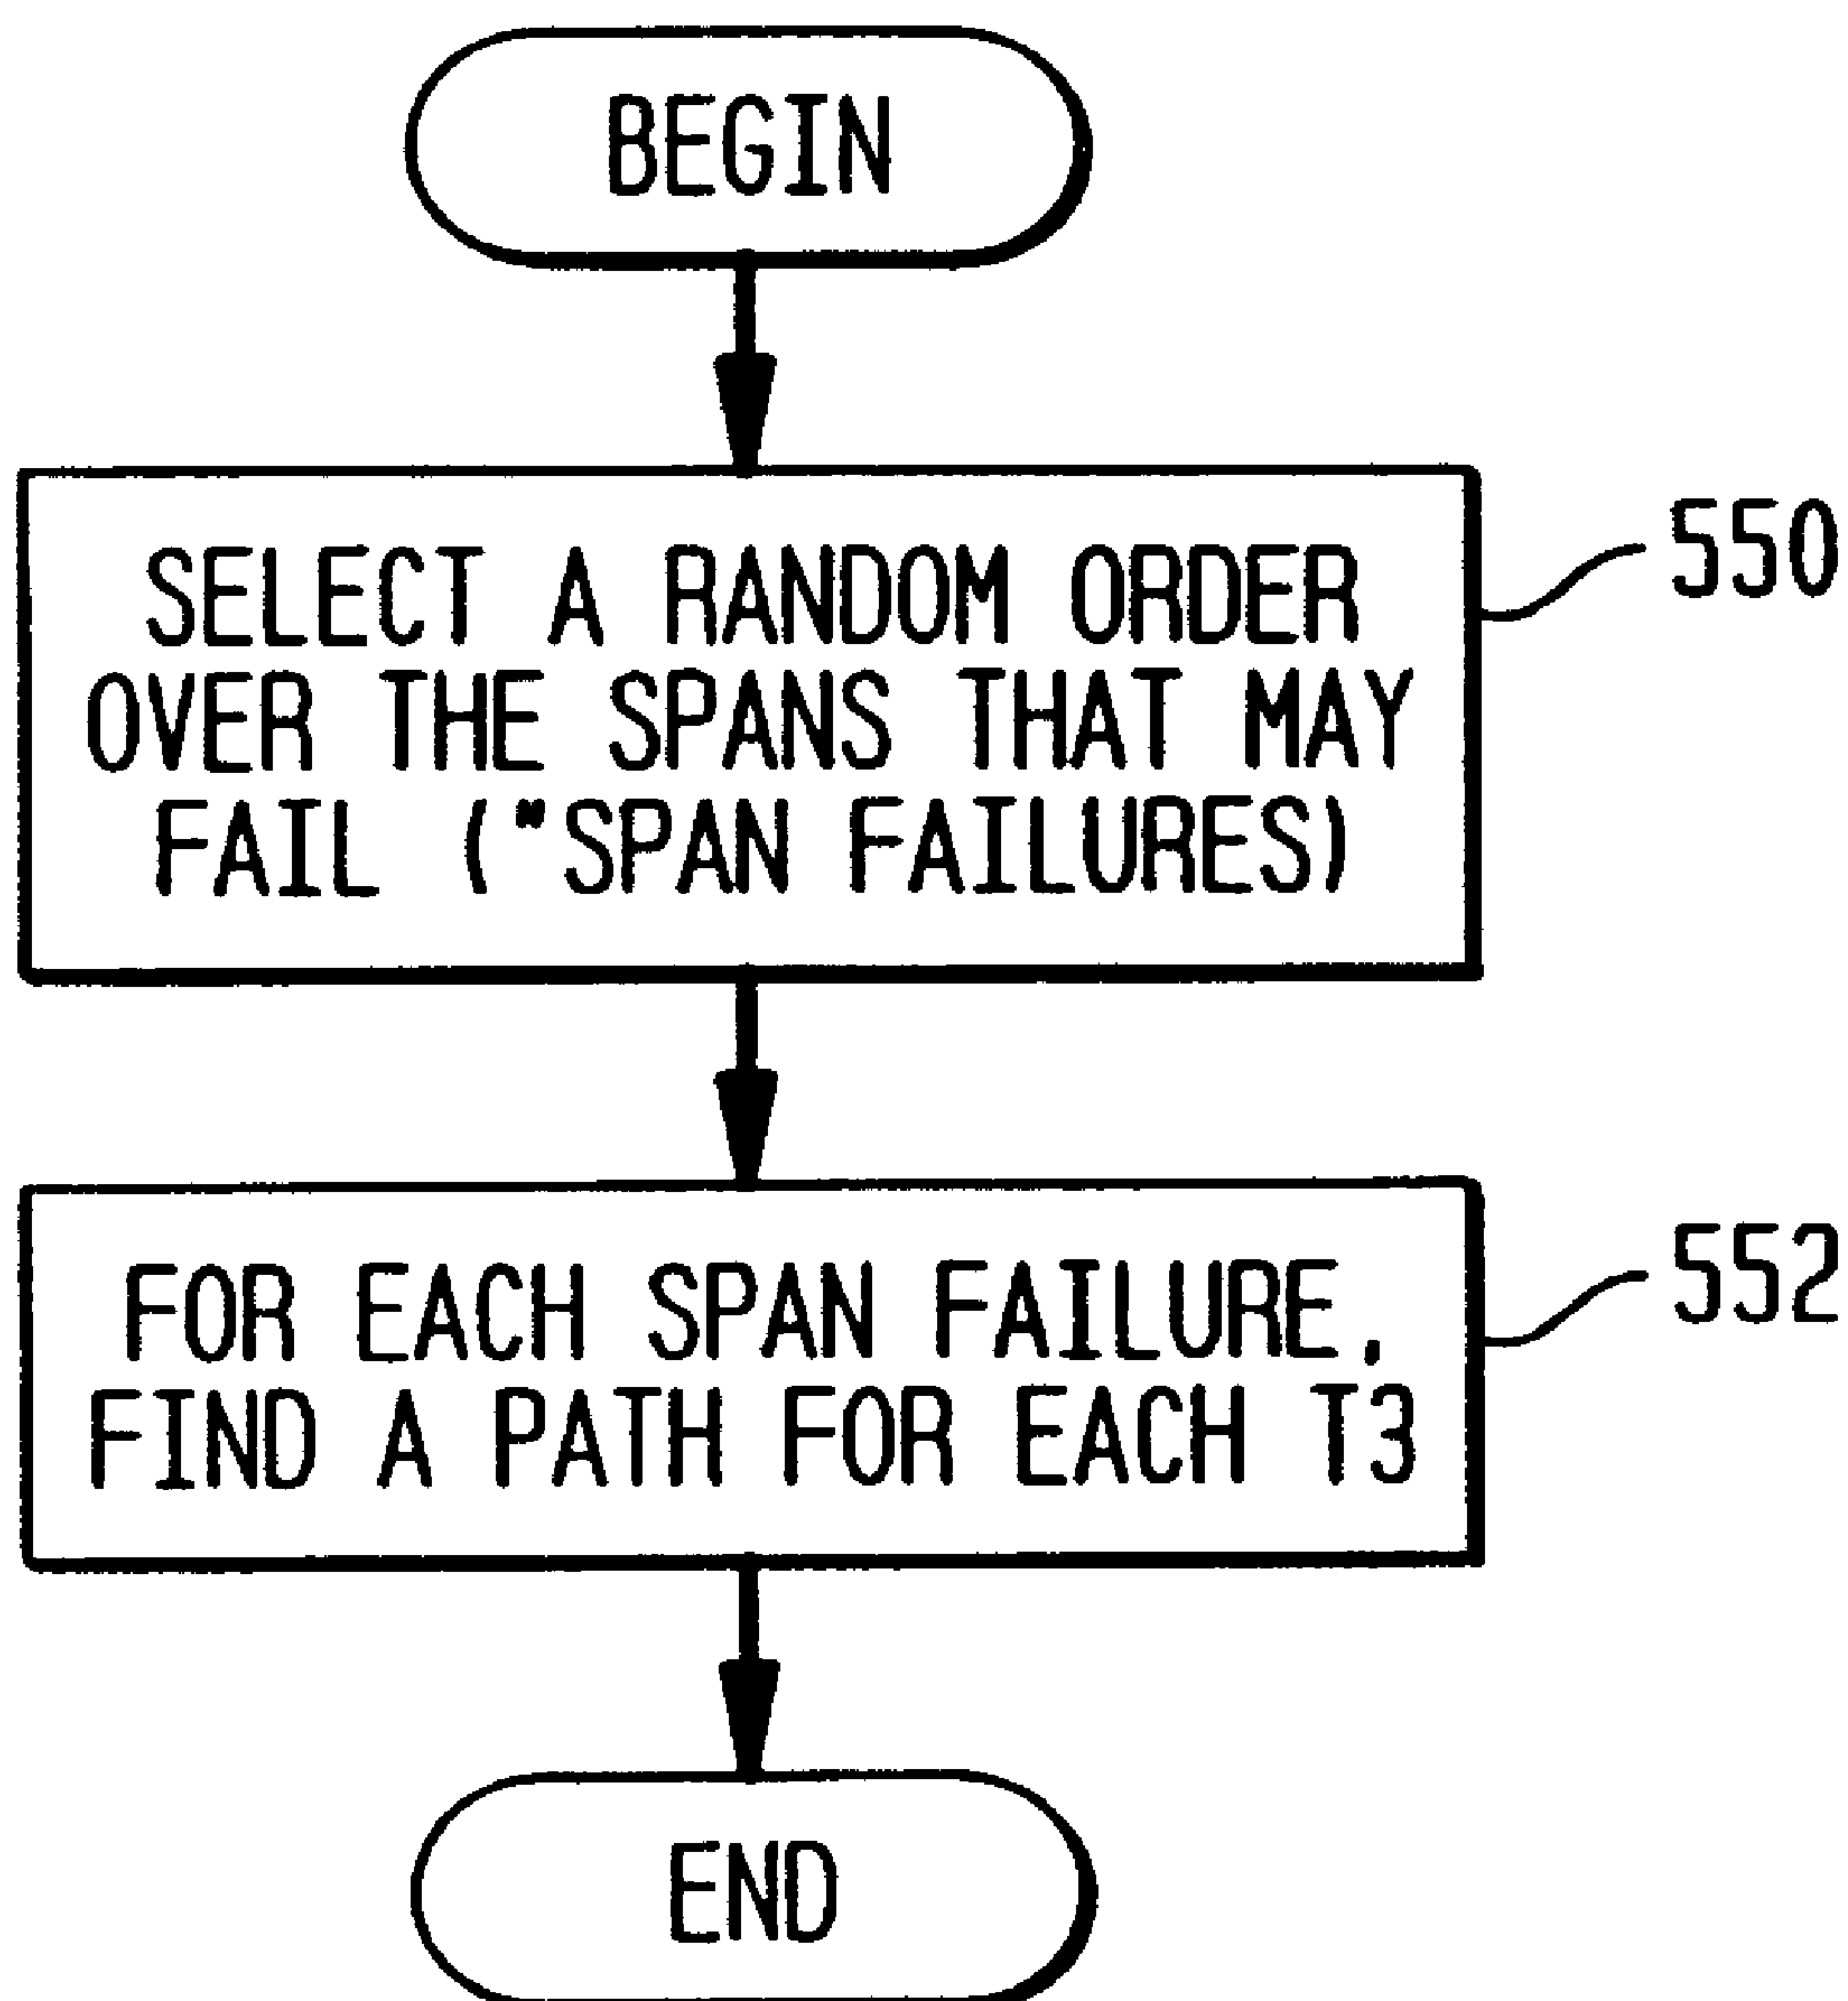 BEGIN
SELECT A RANDOM ORDER
OVER THE SPANS THAT MAY
FAIL ("SPAN FAILURES)
550
FOR EACH SPAN FAILURE,
FIND A PATH FOR EACH T3
552
END